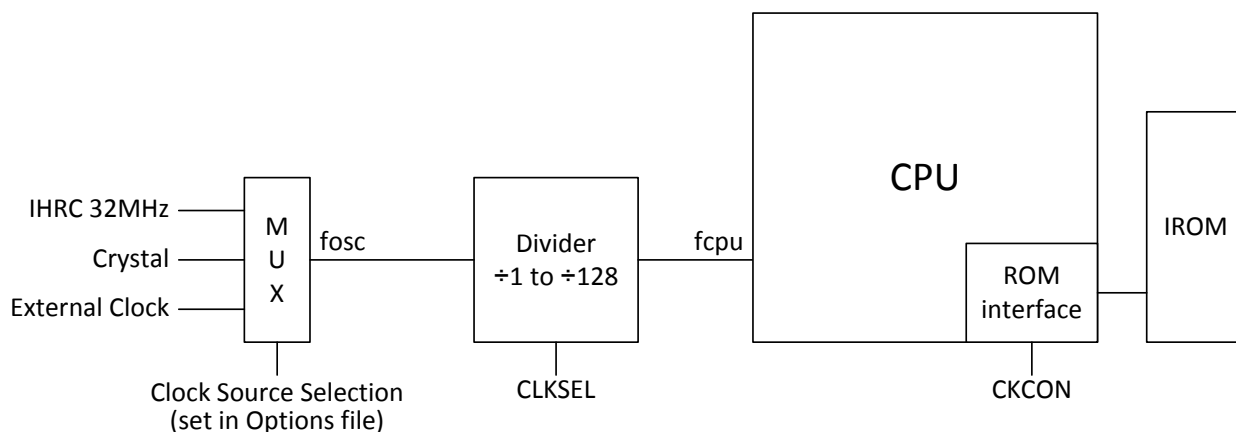 IHRC 32MHz
Crystal
External Clock
M
U
X
fosc
Clock Source Selection
(set in Options file)
Divider
÷1 to ÷128
CLKSEL
fcpu
CPU
ROM
interface
CKCON
IROM